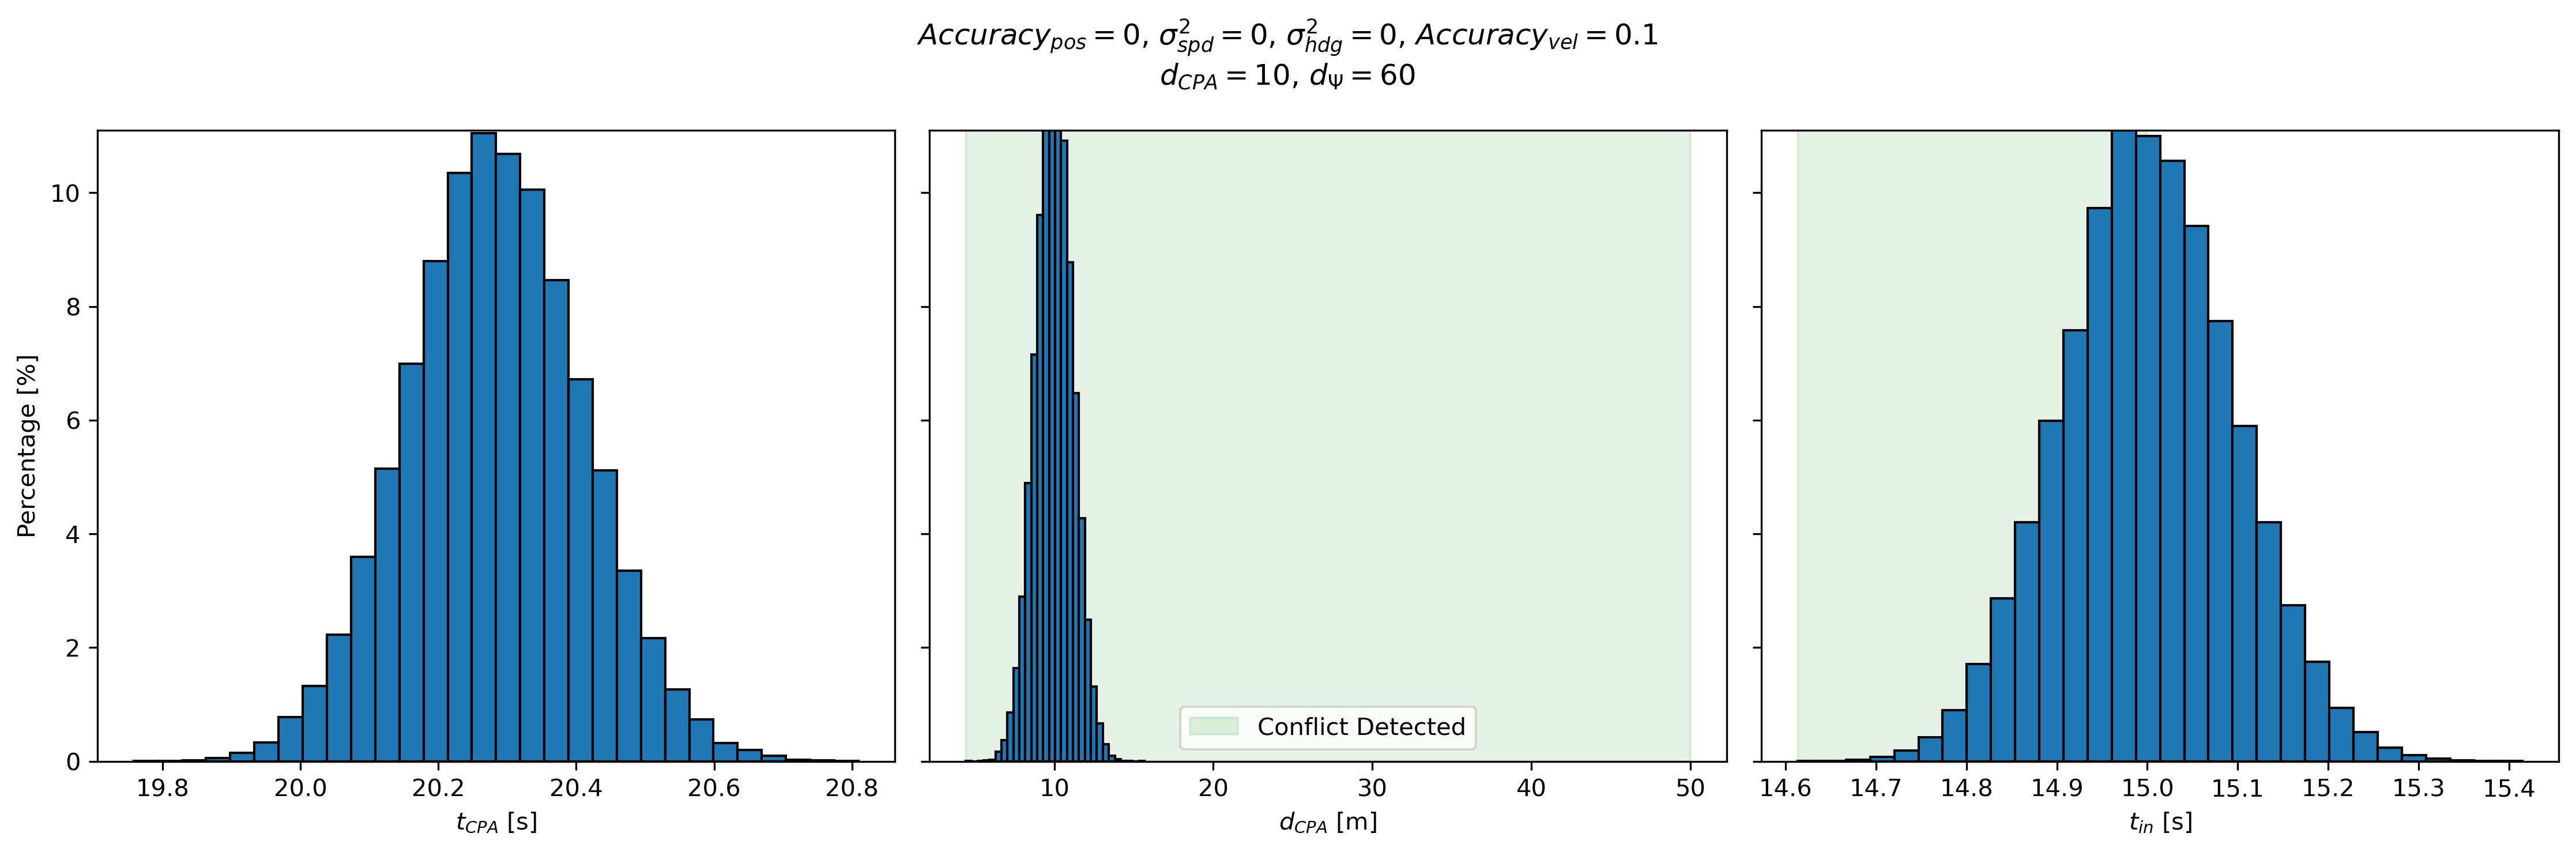 Accuracy_pos = 0, σ²_spd = 0, σ²_hdg = 0, Accuracy_vel = 0.1
d_CPA = 10, d_Ψ = 60
Percentage [%]
0
2
4
6
8
10
19.8 20.0 20.2 20.4 20.6 20.8
t_CPA [s]
Conflict Detected
10 20 30 40 50
d_CPA [m]
14.6 14.7 14.8 14.9 15.0 15.1 15.2 15.3 15.4
t_in [s]